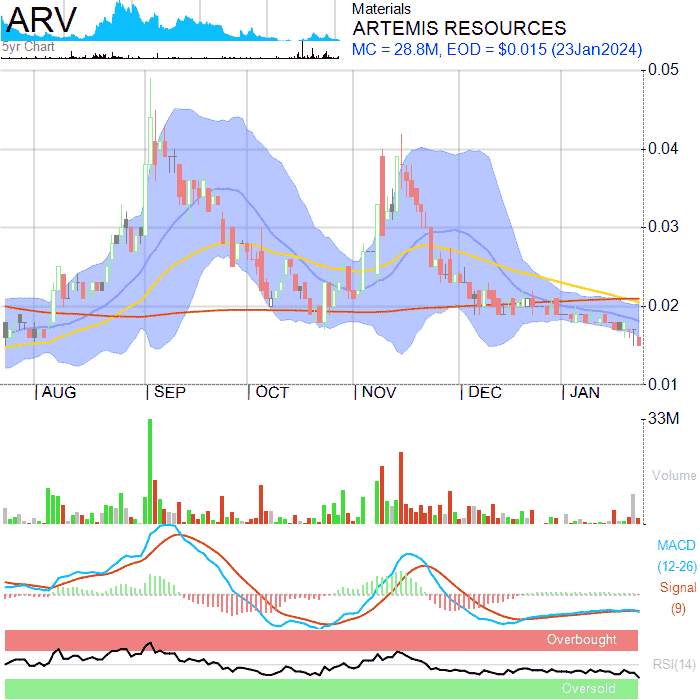 ARV
5yr Chart
Materials
ARTEMIS RESOURCES
MC = 28.8M, EOD = $0.015 (23Jan2024)
0.05
0.04
0.03
0.02
0.01
AUG
SEP
OCT
NOV
DEC
JAN
33M
Volume
MACD
(12-26)
Signal
(9)
Overbought
RSI(14)
Oversold